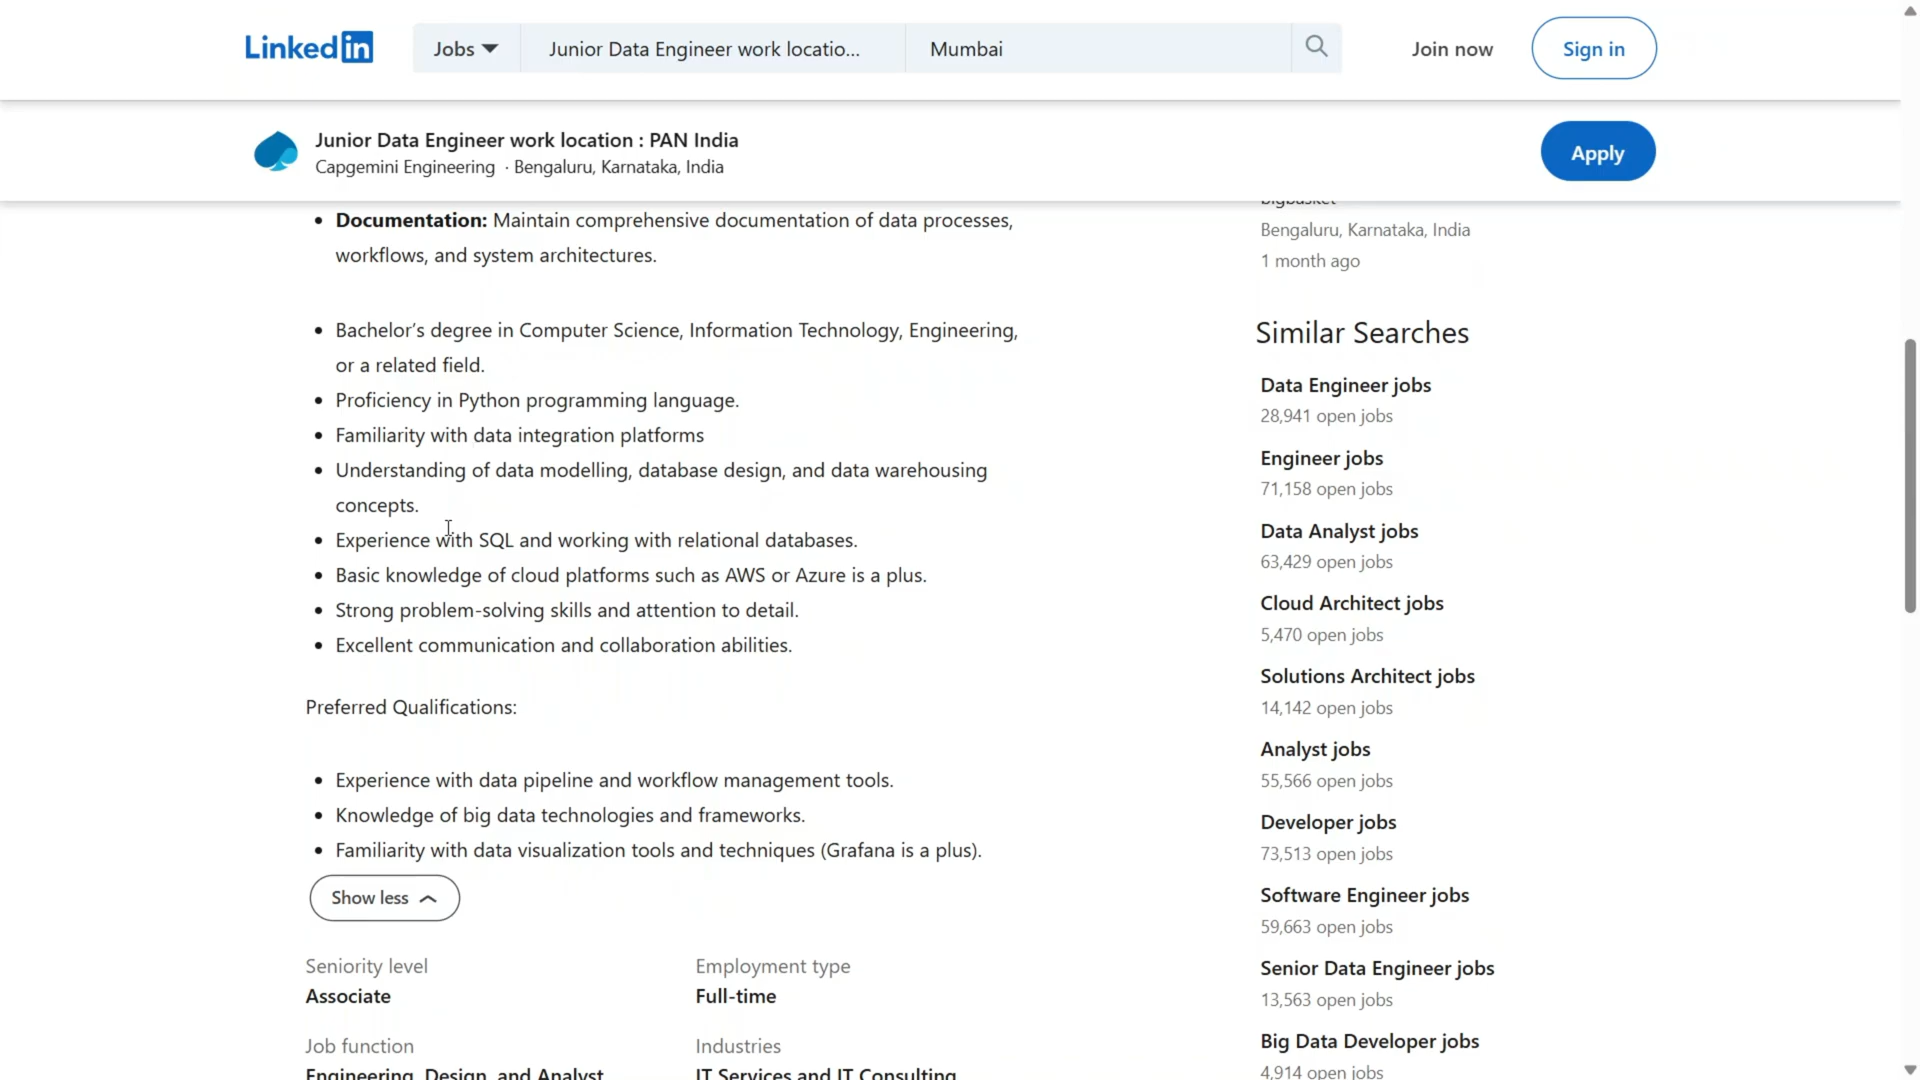 LinkedIn
Jobs
Junior Data Engineer work locatio...
Mumbai
Join now
Sign in
Junior Data Engineer work location : PAN India
Capgemini Engineering · Bengaluru, Karnataka, India
Apply
• Documentation: Maintain comprehensive documentation of data processes,
workflows, and system architectures.
• Bachelor’s degree in Computer Science, Information Technology, Engineering,
or a related field.
• Proficiency in Python programming language.
• Familiarity with data integration platforms
• Understanding of data modelling, database design, and data warehousing
concepts.
• Experience with SQL and working with relational databases.
• Basic knowledge of cloud platforms such as AWS or Azure is a plus.
• Strong problem-solving skills and attention to detail.
• Excellent communication and collaboration abilities.
Preferred Qualifications:
• Experience with data pipeline and workflow management tools.
• Knowledge of big data technologies and frameworks.
• Familiarity with data visualization tools and techniques (Grafana is a plus).
Show less
Seniority level
Associate
Employment type
Full-time
Job function
Engineering, Design, and Analyst
Industries
IT Services and IT Consulting
bigbasket
Bengaluru, Karnataka, India
1 month ago
Similar Searches
Data Engineer jobs
28,941 open jobs
Engineer jobs
71,158 open jobs
Data Analyst jobs
63,429 open jobs
Cloud Architect jobs
5,470 open jobs
Solutions Architect jobs
14,142 open jobs
Analyst jobs
55,566 open jobs
Developer jobs
73,513 open jobs
Software Engineer jobs
59,663 open jobs
Senior Data Engineer jobs
13,563 open jobs
Big Data Developer jobs
4,914 open jobs